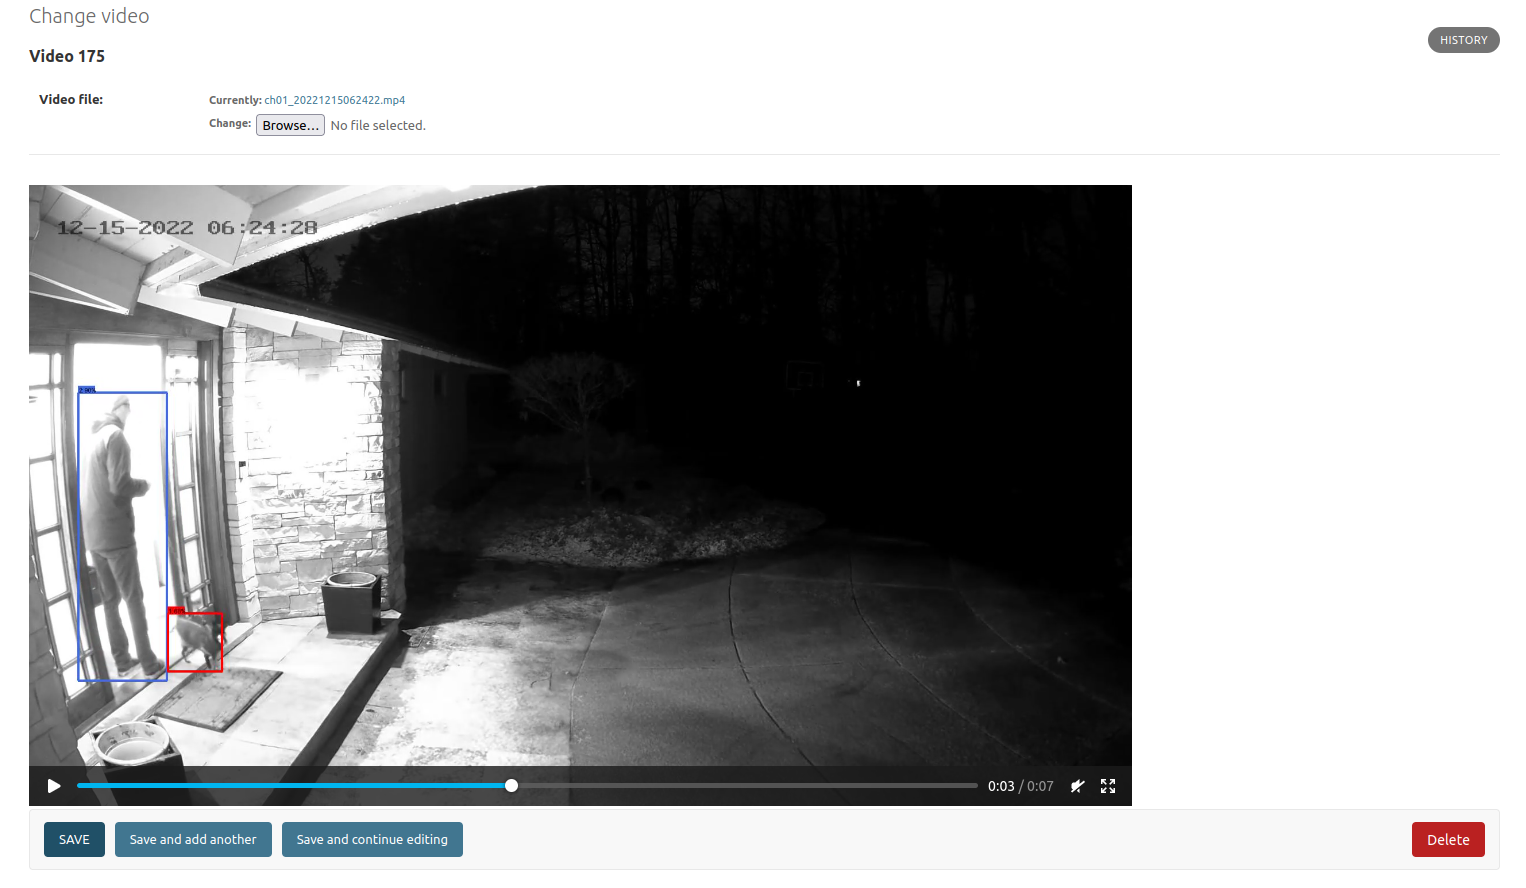 Change video
HISTORY
Video 175
Video file:
Currently: ch01_20221215062422.mp4
Change: Browse... No file selected.
12-15-2022 06:24:28
0:03 / 0:07
SAVE
Save and add another
Save and continue editing
Delete